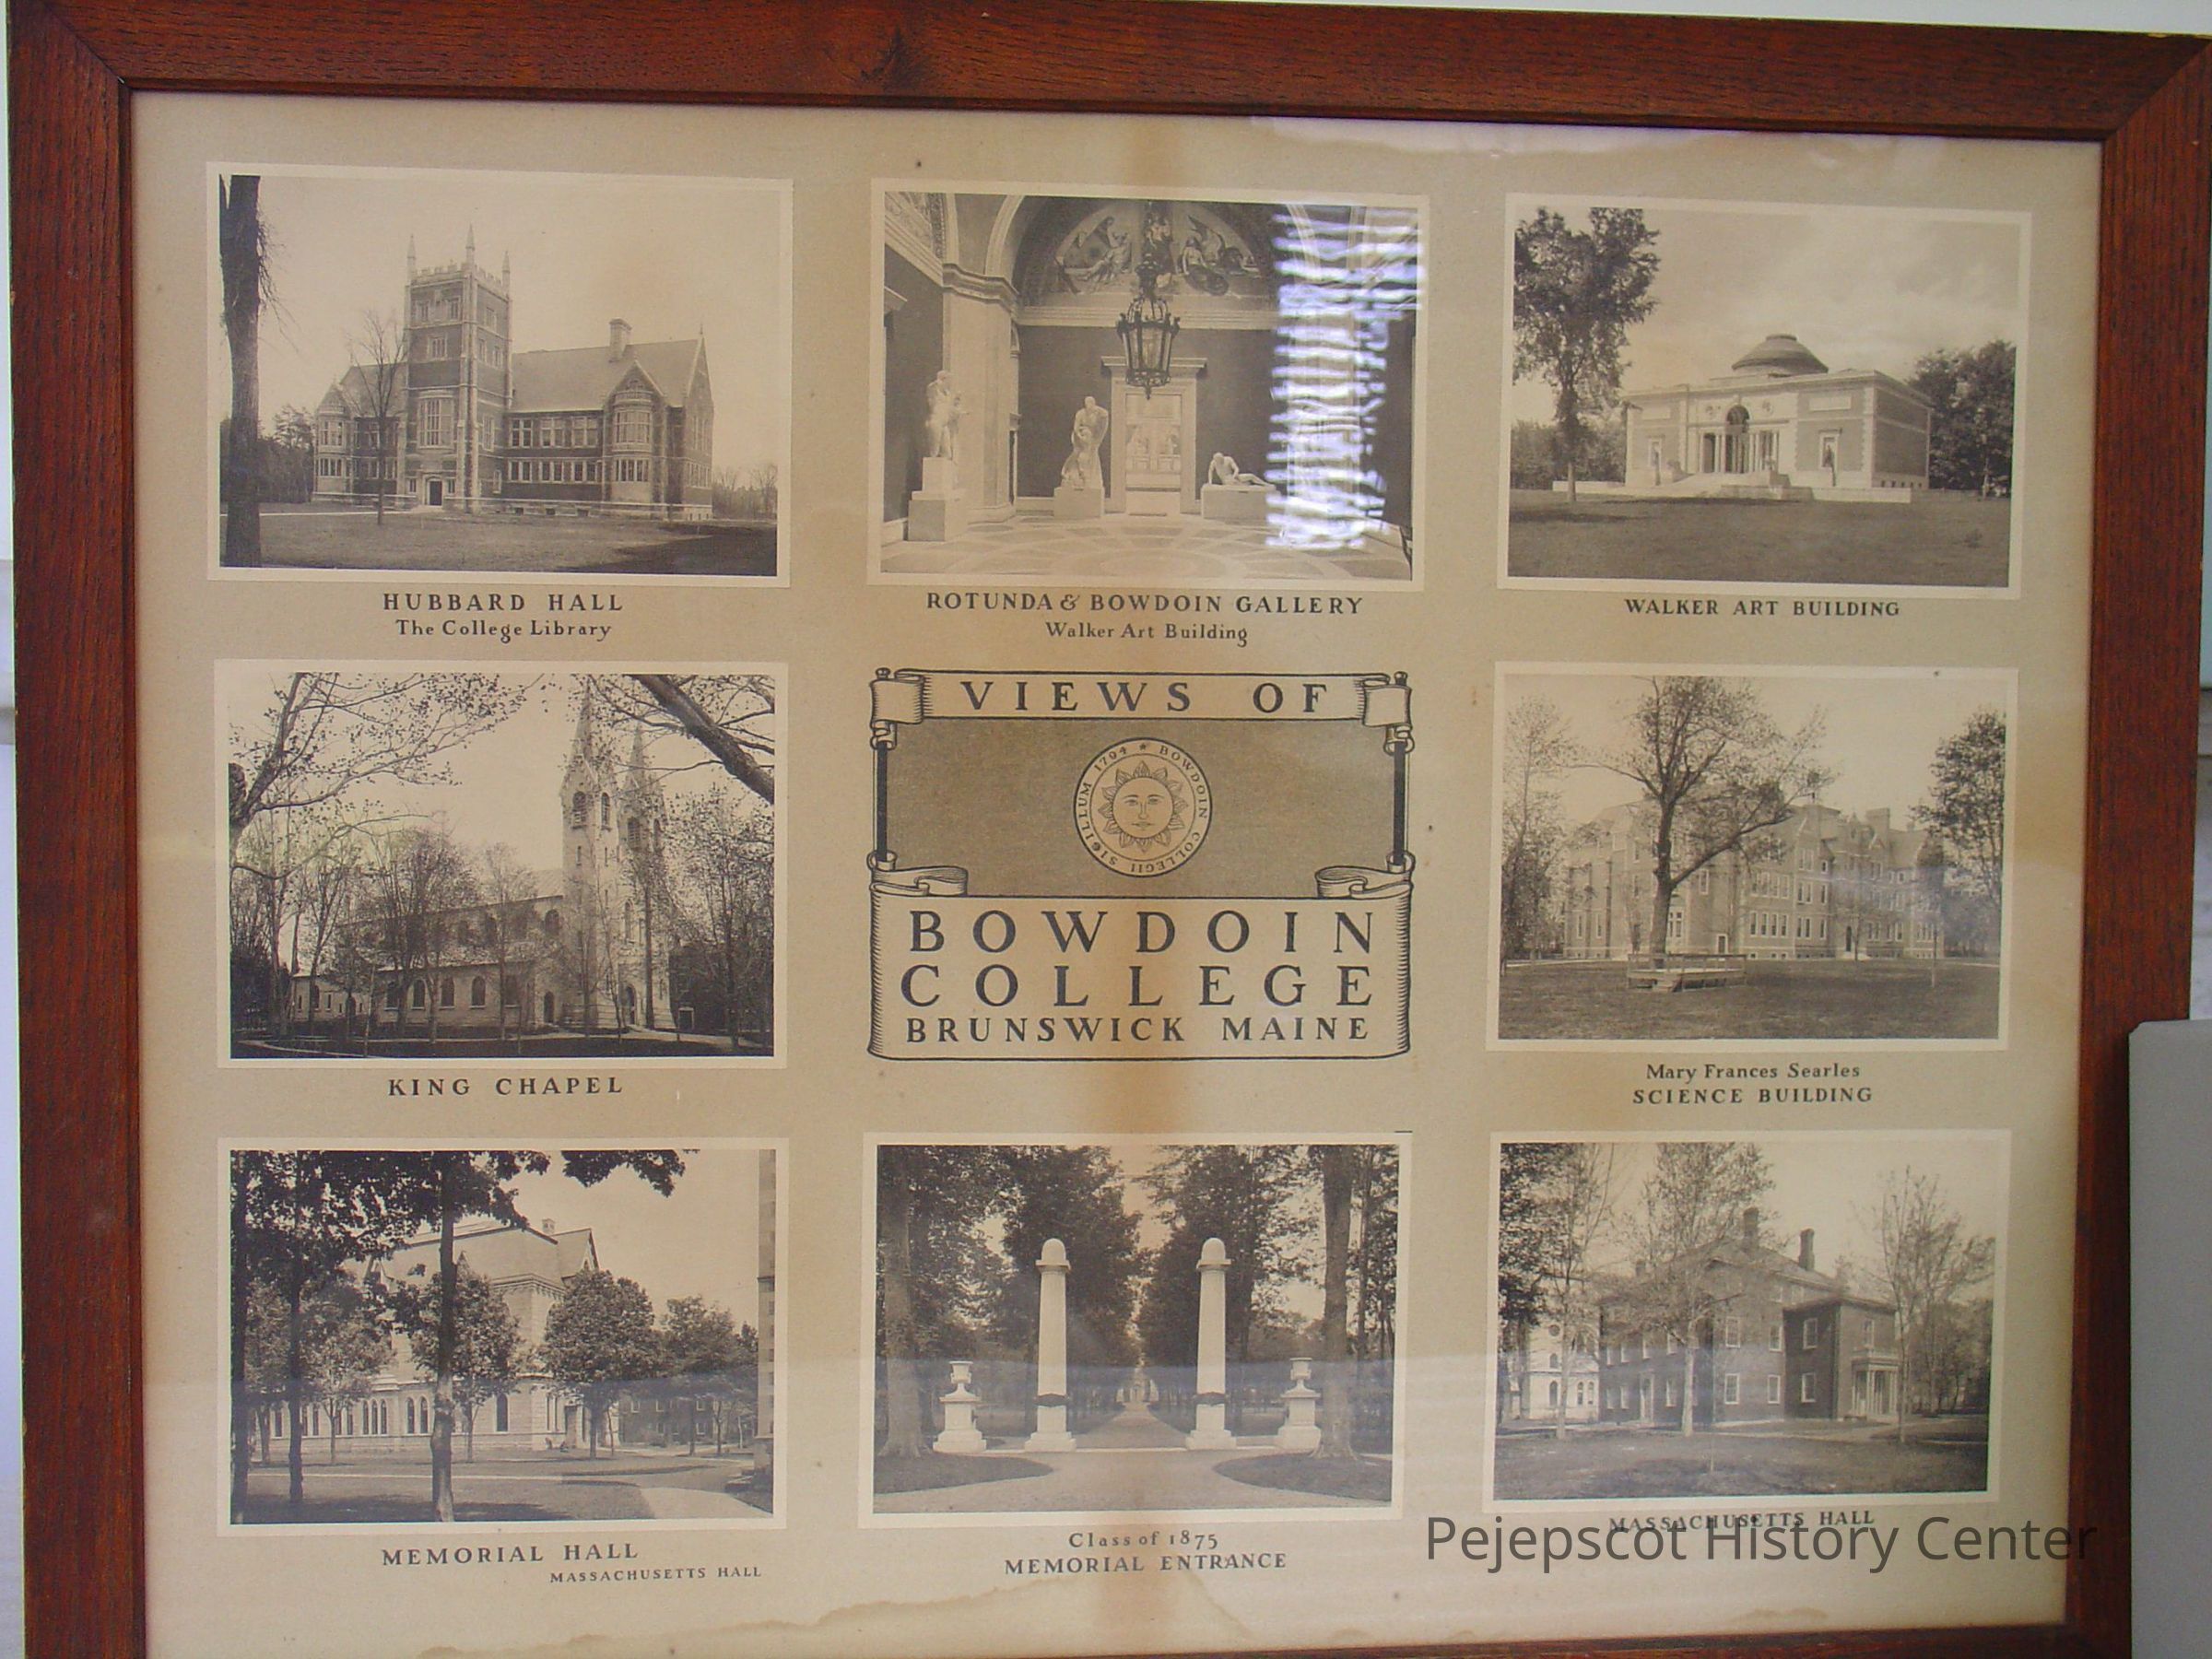 HUBBARD HALL
The College Library
ROTUNDA & BOWDOIN GALLERY
Walker Art Building
WALKER ART BUILDING
VIEWS OF
SIGILLUM 1794 * BOWDOIN COLLEGII
BOWDOIN
COLLEGE
BRUNSWICK MAINE
KING CHAPEL
Mary Frances Searles
SCIENCE BUILDING
MEMORIAL HALL
MASSACHUSETTS HALL
Class of 1875
MEMORIAL ENTRANCE
MASSACHUSETTS HALL
Pejepscot History Center